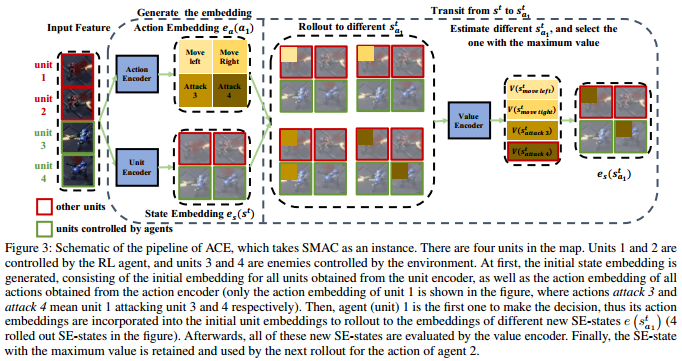 Generate the embedding
Transit from s^t to s^t_{a_1}
Input Feature
Action Embedding e_a(a_1)
Rollout to different s^t_{a_1}
Estimate different s^t_{a_1}, and select
the one with the maximum value
unit
1
unit
2
unit
3
unit
4
Action
Encoder
Unit
Encoder
Move
left
Move
Right
Attack
3
Attack
4
State Embedding e_s(s^t)
Value
Encoder
V(s^t_{move left})
V(s^t_{move right})
V(s^t_{attack 3})
V(s^t_{attack 4})
e_s(s^t_{a_1})
other units
units controlled by agents
Figure 3: Schematic of the pipeline of ACE, which takes SMAC as an instance. There are four units in the map. Units 1 and 2 are
controlled by the RL agent, and units 3 and 4 are enemies controlled by the environment. At first, the initial state embedding is
generated, consisting of the initial embedding for all units obtained from the unit encoder, as well as the action embedding of all
actions obtained from the action encoder (only the action embedding of unit 1 is shown in the figure, where actions attack 3 and
attack 4 mean unit 1 attacking unit 3 and 4 respectively). Then, agent (unit) 1 is the first one to make the decision, thus its action
embeddings are incorporated into the initial unit embeddings to rollout to the embeddings of different new SE-states e (s^t_{a_1}) (4
rolled out SE-states in the figure). Afterwards, all of these new SE-states are evaluated by the value encoder. Finally, the SE-state
with the maximum value is retained and used by the next rollout for the action of agent 2.